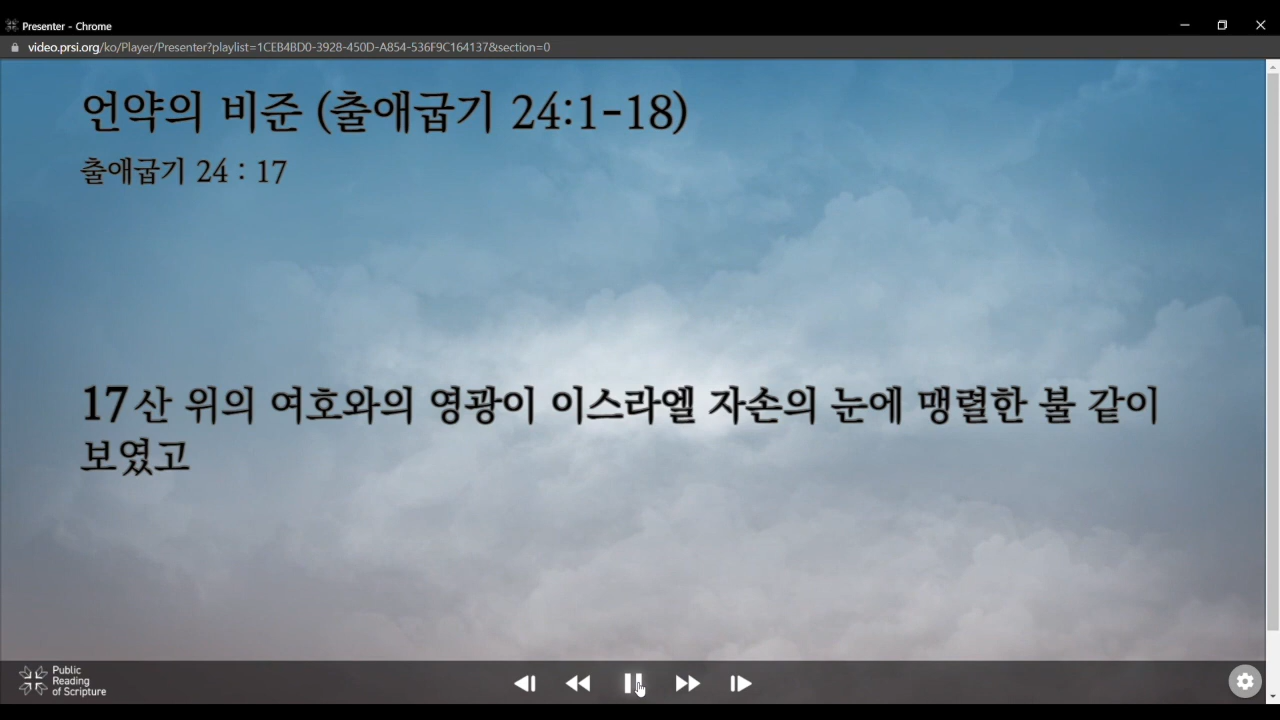 Presenter - Chrome
video.prsi.org/ko/Player/Presenter?playlist=1CEB4BD0-3928-450D-A854-536F9C164137&section=0
언약의 비준 (출애굽기 24:1-18)
출애굽기 24 : 17
17산 위의 여호와의 영광이 이스라엘 자손의 눈에 맹렬한 불 같이
보였고
Public
Reading
of Scripture